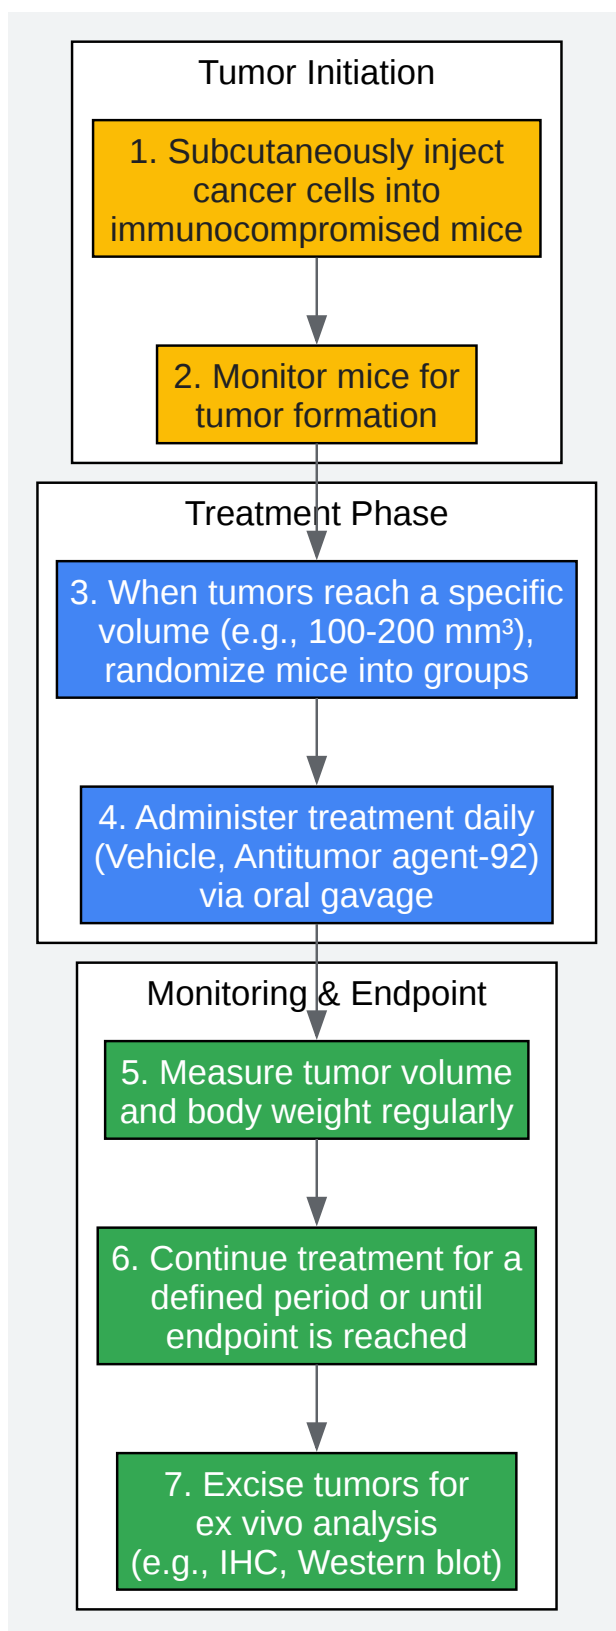 Tumor Initiation
1. Subcutaneously inject
cancer cells into
immunocompromised mice
2. Monitor mice for
tumor formation
Treatment Phase
3. When tumors reach a specific
volume (e.g., 100-200 mm³),
randomize mice into groups
4. Administer treatment daily
(Vehicle, Antitumor agent-92)
via oral gavage
Monitoring & Endpoint
5. Measure tumor volume
and body weight regularly
6. Continue treatment for a
defined period or until
endpoint is reached
7. Excise tumors for
ex vivo analysis
(e.g., IHC, Western blot)